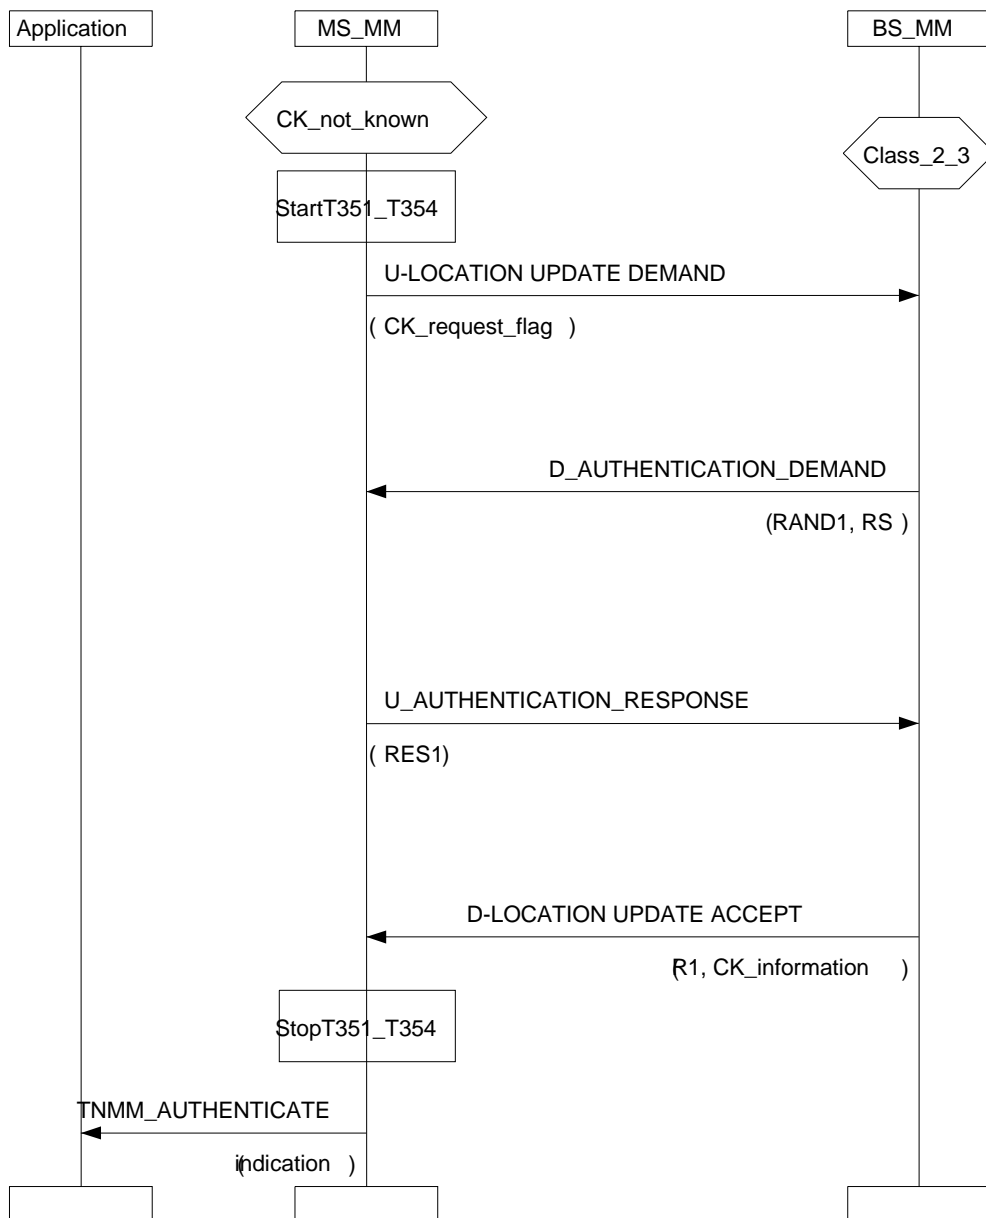 Application MS_MM BS_MM
CK_not_known
Class_2_3
StartT351_T354
U-LOCATION UPDATE DEMAND
( CK_request_flag )
D_AUTHENTICATION_DEMAND
(RAND1, RS )
U_AUTHENTICATION_RESPONSE
( RES1)
D-LOCATION UPDATE ACCEPT
(R1, CK_information )
StopT351_T354
TNMM_AUTHENTICATE
(indication )